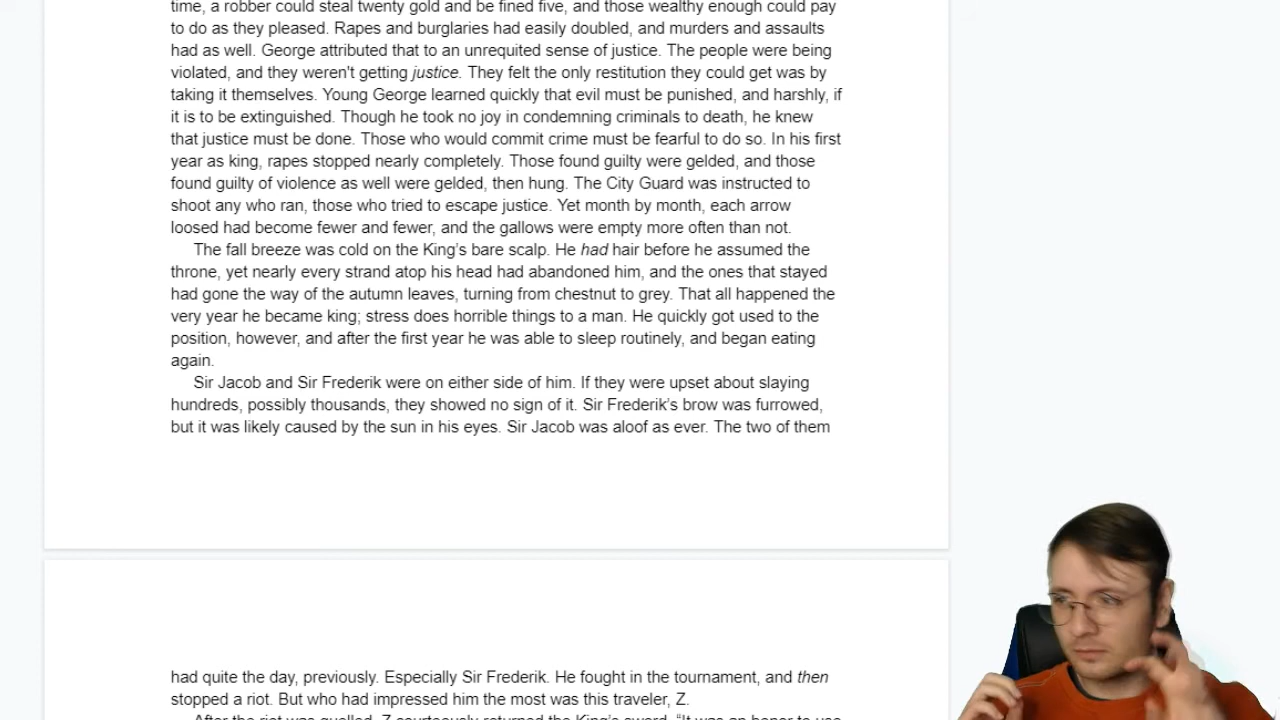 time, a robber could steal twenty gold and be fined five, and those wealthy enough could pay
to do as they pleased. Rapes and burglaries had easily doubled, and murders and assaults
had as well. George attributed that to an unrequited sense of justice. The people were being
violated, and they weren't getting justice. They felt the only restitution they could get was by
taking it themselves. Young George learned quickly that evil must be punished, and harshly, if
it is to be extinguished. Though he took no joy in condemning criminals to death, he knew
that justice must be done. Those who would commit crime must be fearful to do so. In his first
year as king, rapes stopped nearly completely. Those found guilty were gelded, and those
found guilty of violence as well were gelded, then hung. The City Guard was instructed to
shoot any who ran, those who tried to escape justice. Yet month by month, each arrow
loosed had become fewer and fewer, and the gallows were empty more often than not.
The fall breeze was cold on the King's bare scalp. He had hair before he assumed the
throne, yet nearly every strand atop his head had abandoned him, and the ones that stayed
had gone the way of the autumn leaves, turning from chestnut to grey. That all happened the
very year he became king; stress does horrible things to a man. He quickly got used to the
position, however, and after the first year he was able to sleep routinely, and began eating
again.
Sir Jacob and Sir Frederik were on either side of him. If they were upset about slaying
hundreds, possibly thousands, they showed no sign of it. Sir Frederik's brow was furrowed,
but it was likely caused by the sun in his eyes. Sir Jacob was aloof as ever. The two of them
had quite the day, previously. Especially Sir Frederik. He fought in the tournament, and then
stopped a riot. But who had impressed him the most was this traveler, Z.
After the riot was quelled, Z courteously returned the King's sword. "It was an honor to use